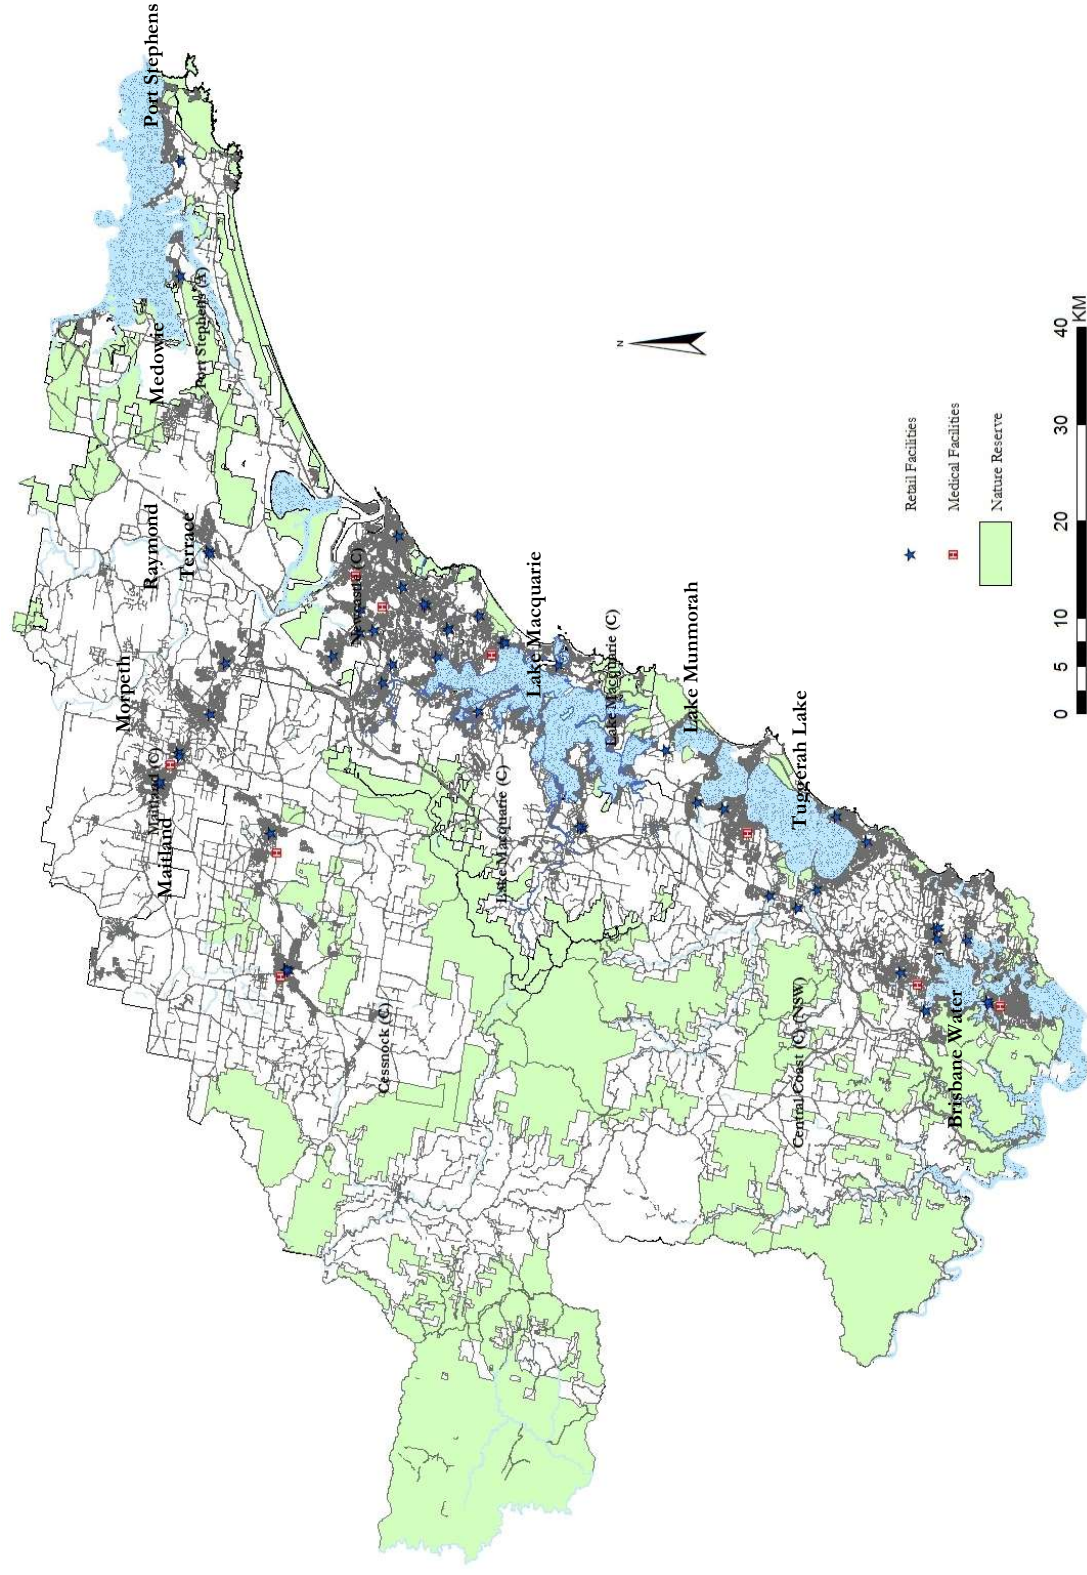 Port Stephens
Medowie
Port Stephens (A)
Raymond
Terrace
Morpeth
Maitland (C)
Maitland
Newcastle (C)
Lake Macquarie
Lake Macquarie (C)
Lake Macquarie (C)
Lake Munmorah
Tuggerah Lake
Cessnock (C)
Central Coast (C) (NSW)
Brisbane Water
N
Retail Facilities
H Medical Facilities
Nature Reserve
0 5 10 20 30 40
KM
H
H
H
H
H
H
H
H
H
H